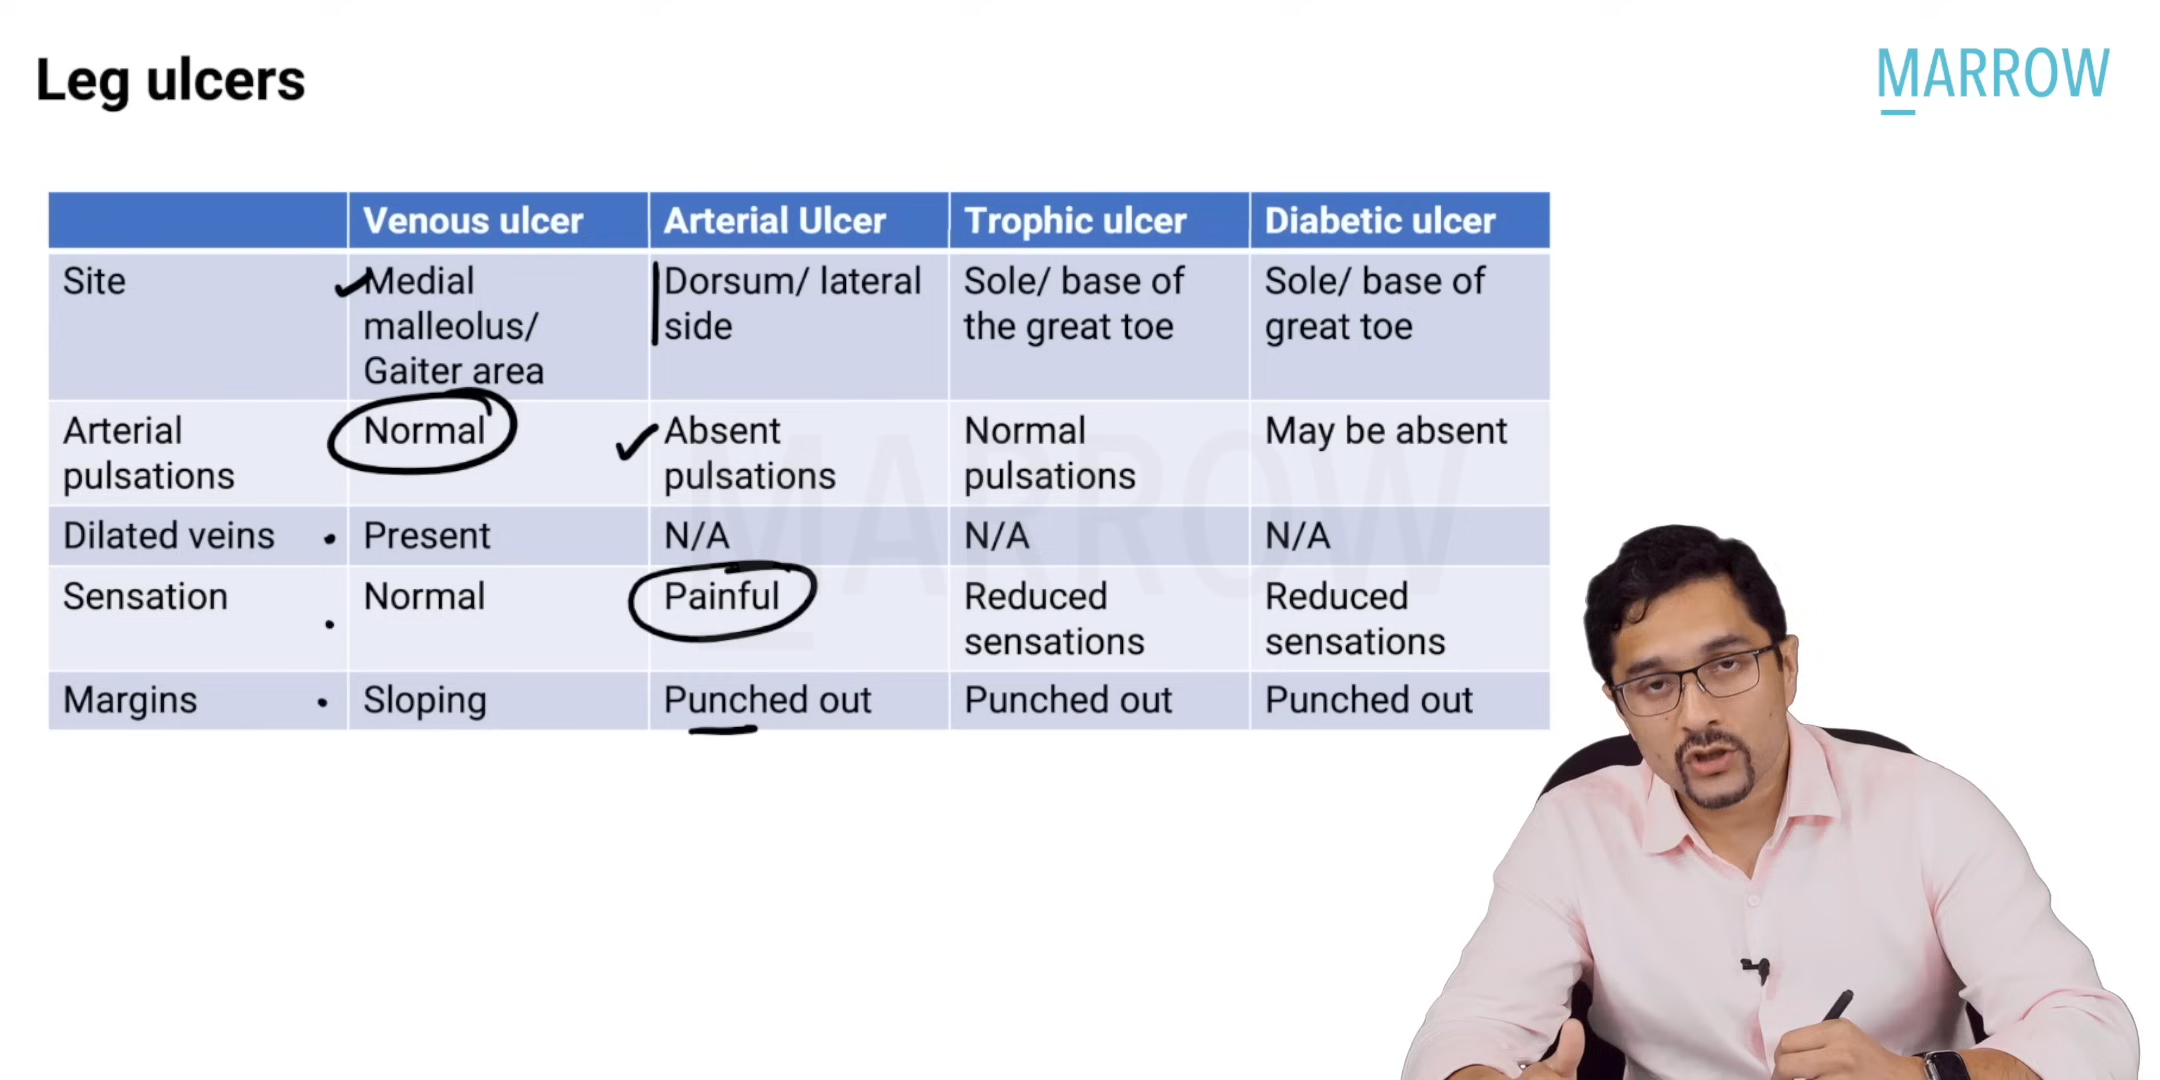 Leg ulcers
MARROW
Venous ulcer
Arterial Ulcer
Trophic ulcer
Diabetic ulcer
Site
Medial
malleolus/
Gaiter area
Dorsum/ lateral
side
Sole/ base of
the great toe
Sole/ base of
great toe
Arterial
pulsations
Normal
Absent
pulsations
Normal
pulsations
May be absent
Dilated veins
Present
N/A
N/A
N/A
Sensation
Normal
Painful
Reduced
sensations
Reduced
sensations
Margins
Sloping
Punched out
Punched out
Punched out
MARROW